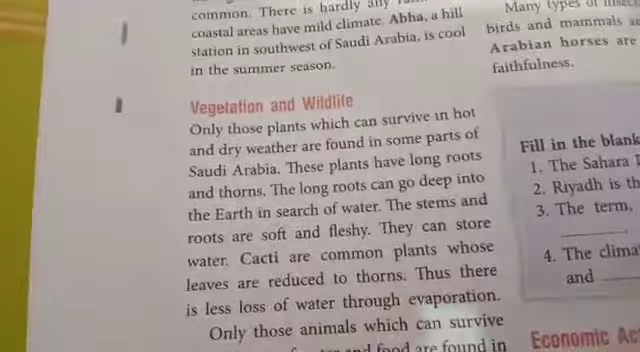 common. There is hardly any
coastal areas have mild climate. Abha, a hill
station in southwest of Saudi Arabia, is cool
in the summer season.
Vegetation and Wildlife
Only those plants which can survive in hot
and dry weather are found in some parts of
Saudi Arabia. These plants have long roots
and thorns. The long roots can go deep into
the Earth in search of water. The stems and
roots are soft and fleshy. They can store
water. Cacti are common plants whose
leaves are reduced to thorns. Thus there
is less loss of water through evaporation.
Only those animals which can survive
and food are found in
Many types of
birds and mammals
Arabian horses are
faithfulness.
Fill in the blank
1. The Sahara
2. Riyadh is th
3. The term,
4. The clima
and
Economic Ac